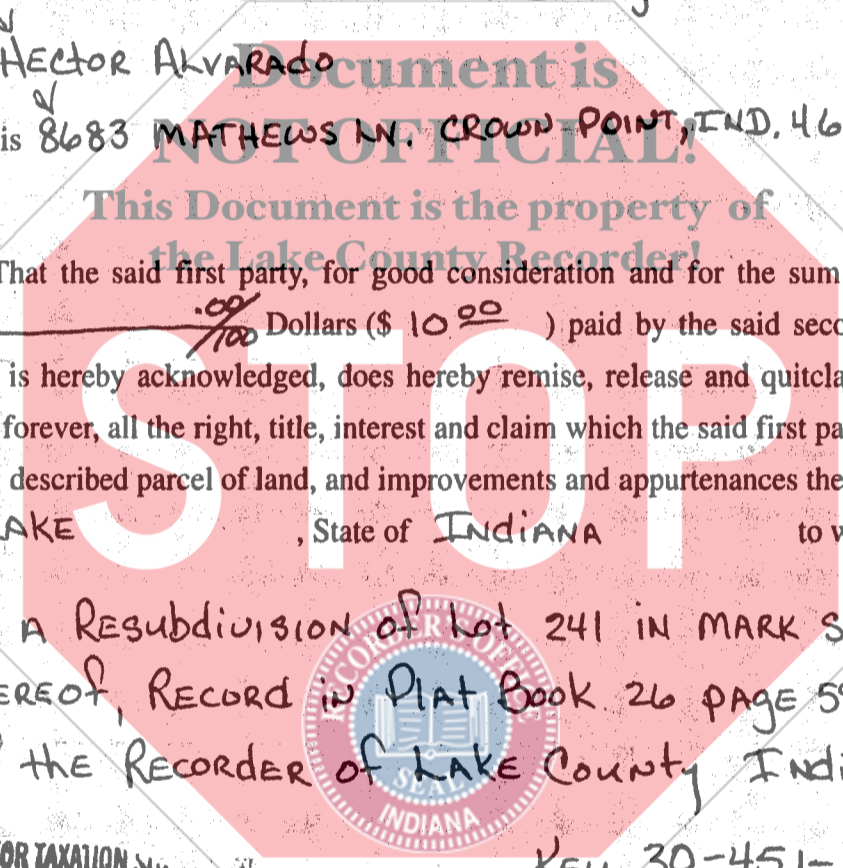 HECTOR ALVARADO
Document is
is 8683 MATHEWS LN. CROWN POINT, IND. 46
NOT OFFICIAL!
This Document is the property of
the Lake County Recorder!
That the said first party, for good consideration and for the sum
.00/100 Dollars ($ 10 00 ) paid by the said seco
is hereby acknowledged, does hereby remise, release and quitcla
forever, all the right, title, interest and claim which the said first pa
described parcel of land, and improvements and appurtenances the
STOP
AKE , State of INDIANA to w
A RESubdivISION of Lot 241 IN MARK S
EREOf, RECORD in PlAt Book. 26 PAgE 59
the RECORdER of LAKE County Indi
RECORDER'S OFFICE
SEAL
INDIANA
OR TAXATION
Key 30-451-